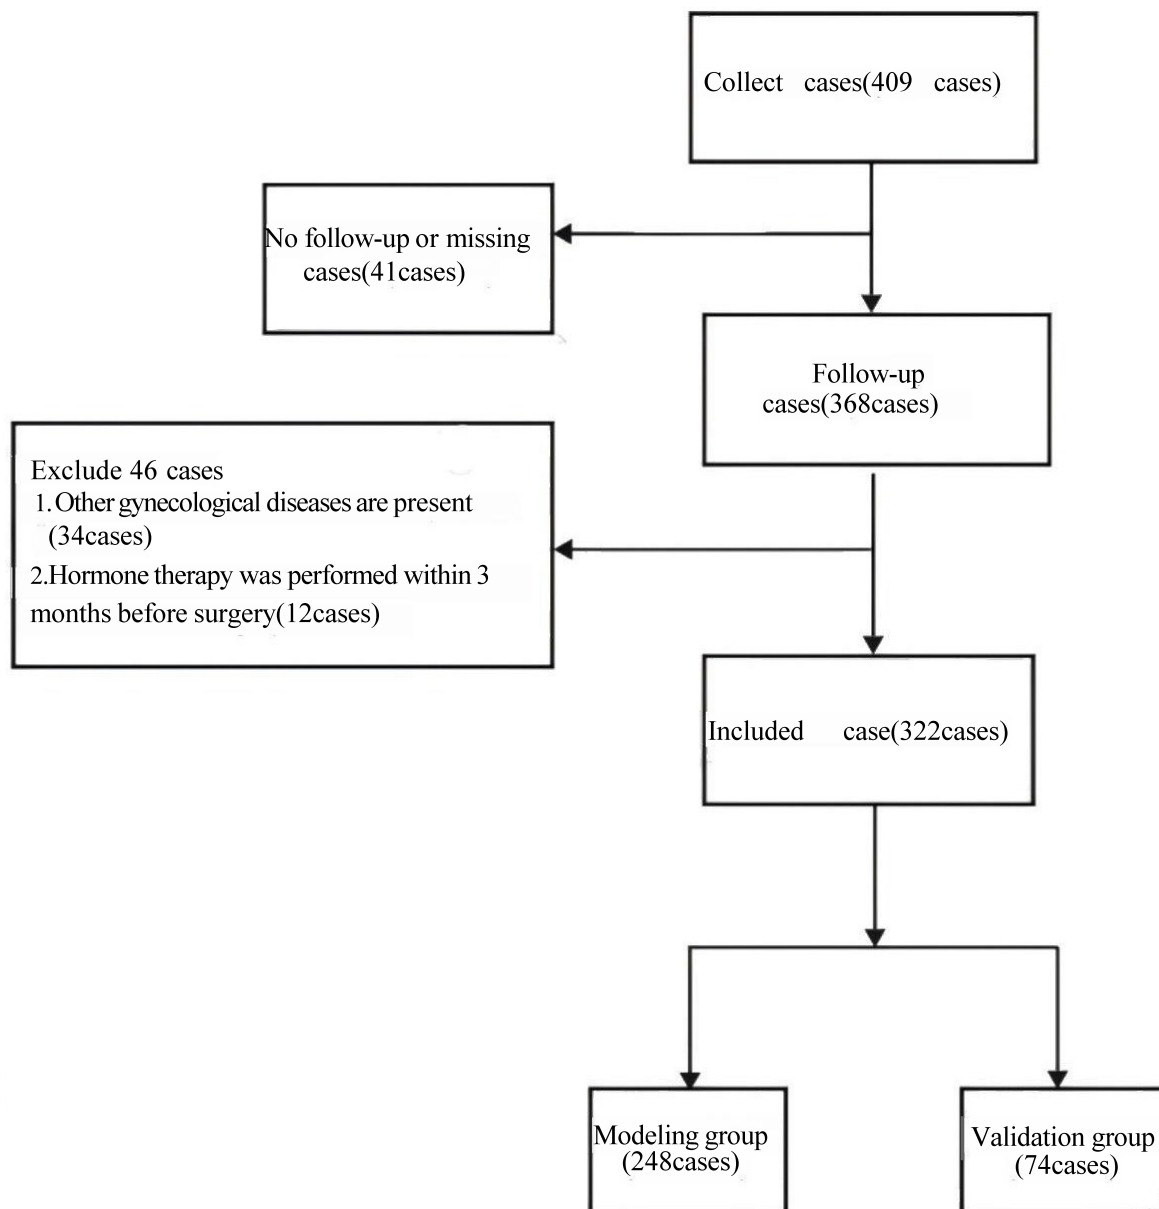 Collect cases(409 cases)
No follow-up or missing
cases(41cases)
Follow-up
cases(368cases)
Exclude 46 cases
1.Other gynecological diseases are present
(34cases)
2.Hormone therapy was performed within 3
months before surgery(12cases)
Included case(322cases)
Modeling group
(248cases)
Validation group
(74cases)